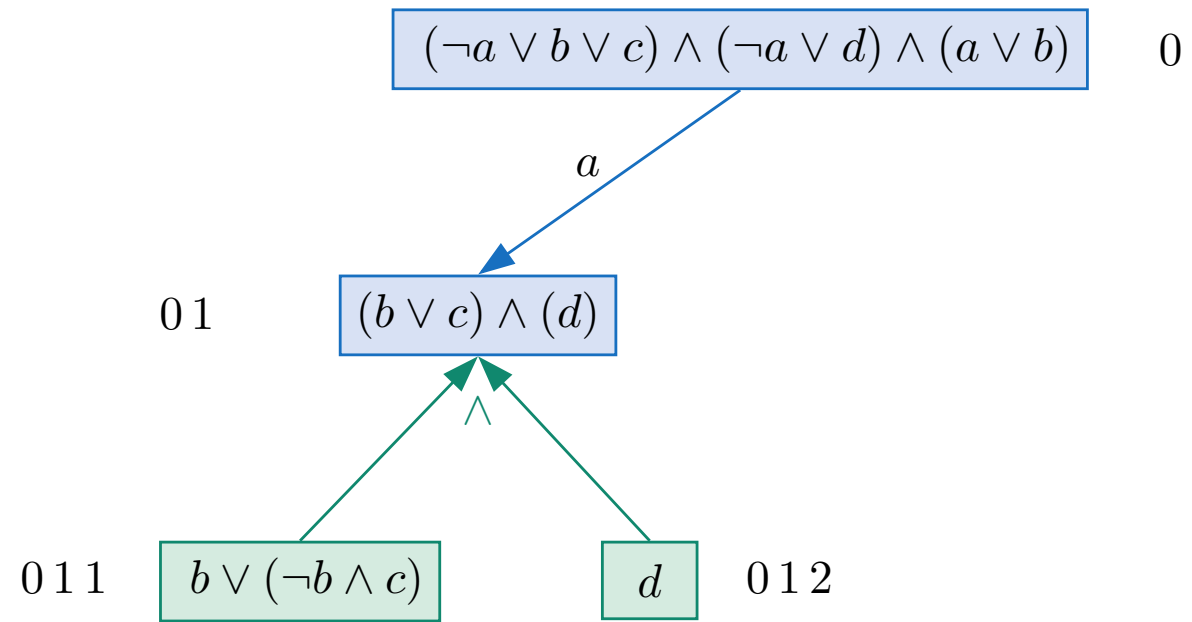 (¬a ∨ b ∨ c) ∧ (¬a ∨ d) ∧ (a ∨ b) 0
a
0 1 (b ∨ c) ∧ (d)
∧
0 1 1 b ∨ (¬b ∧ c) d 0 1 2